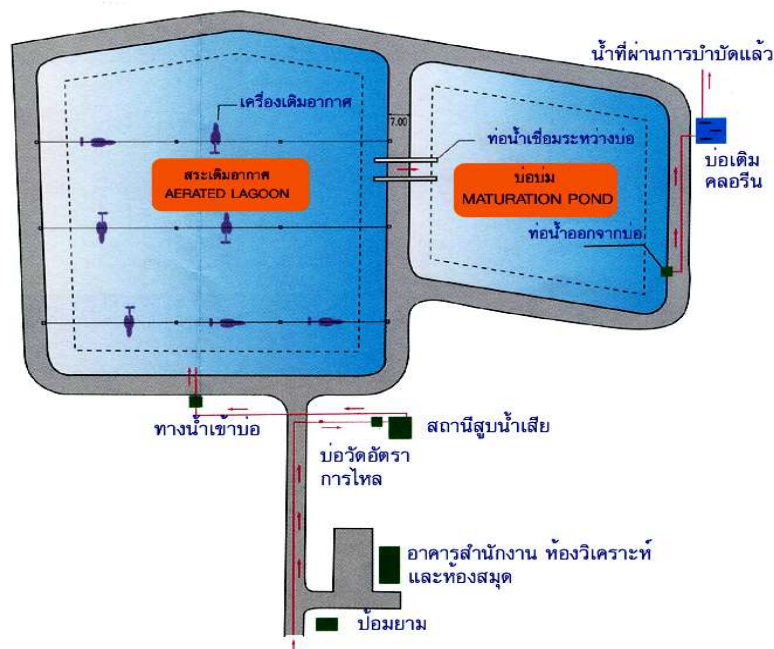 น้ำที่ผ่านการบำบัดแล้ว
เครื่องเติมอากาศ
7.00
ท่อน้ำเชื่อมระหว่างบ่อ
บ่อเติม
คลอรีน
สระเติมอากาศ
AERATED LAGOON
บ่อบ่ม
MATURATION POND
ท่อน้ำออกจากบ่อ
ทางน้ำเข้าบ่อ
สถานีสูบน้ำเสีย
บ่อวัดอัตรา
การไหล
อาคารสำนักงาน ห้องวิเคราะห์
และห้องสมุด
ป้อมยาม